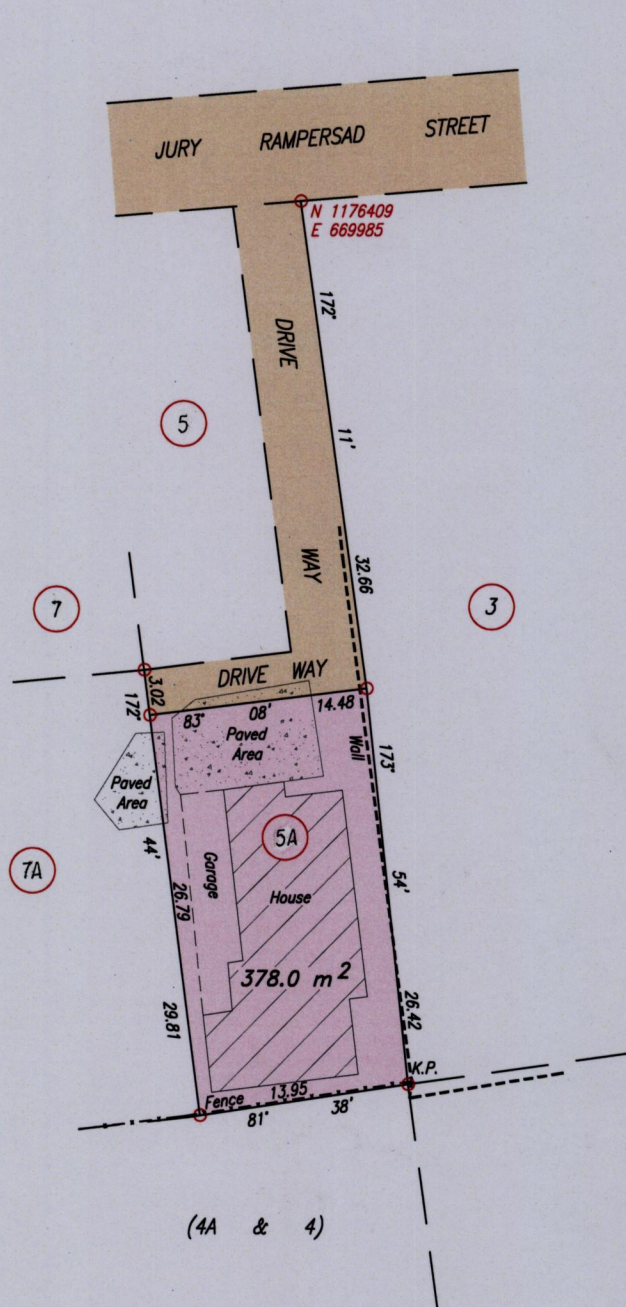 JURY RAMPERSAD STREET
N 1176409
E 669985
172°
DRIVE
5
11'
WAY
32.66
7
3
DRIVE WAY
3.02
172°
83° 08' 14.48
Paved
Area
Wall
173°
Paved
Area
5A
44'
7A
Garage
54'
26.79
House
378.0 m²
29.81
26.42
K.P.
Fence 13.95
81° 38'
(4A & 4)